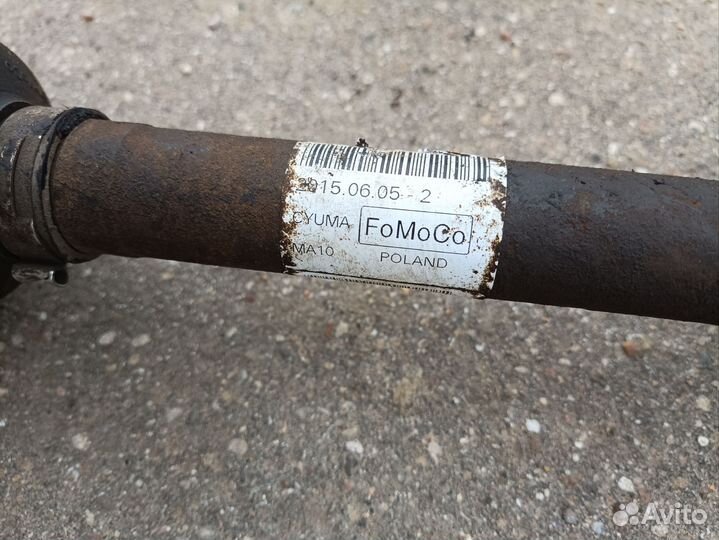 2015.06.05 - 2
CYUMA FoMoCo
MA10 POLAND
Avito